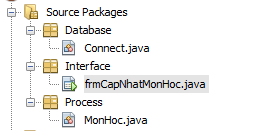 Source Packages
Database
Connect.java
Interface
frmCapNhatMonHoc.java
Process
MonHoc.java